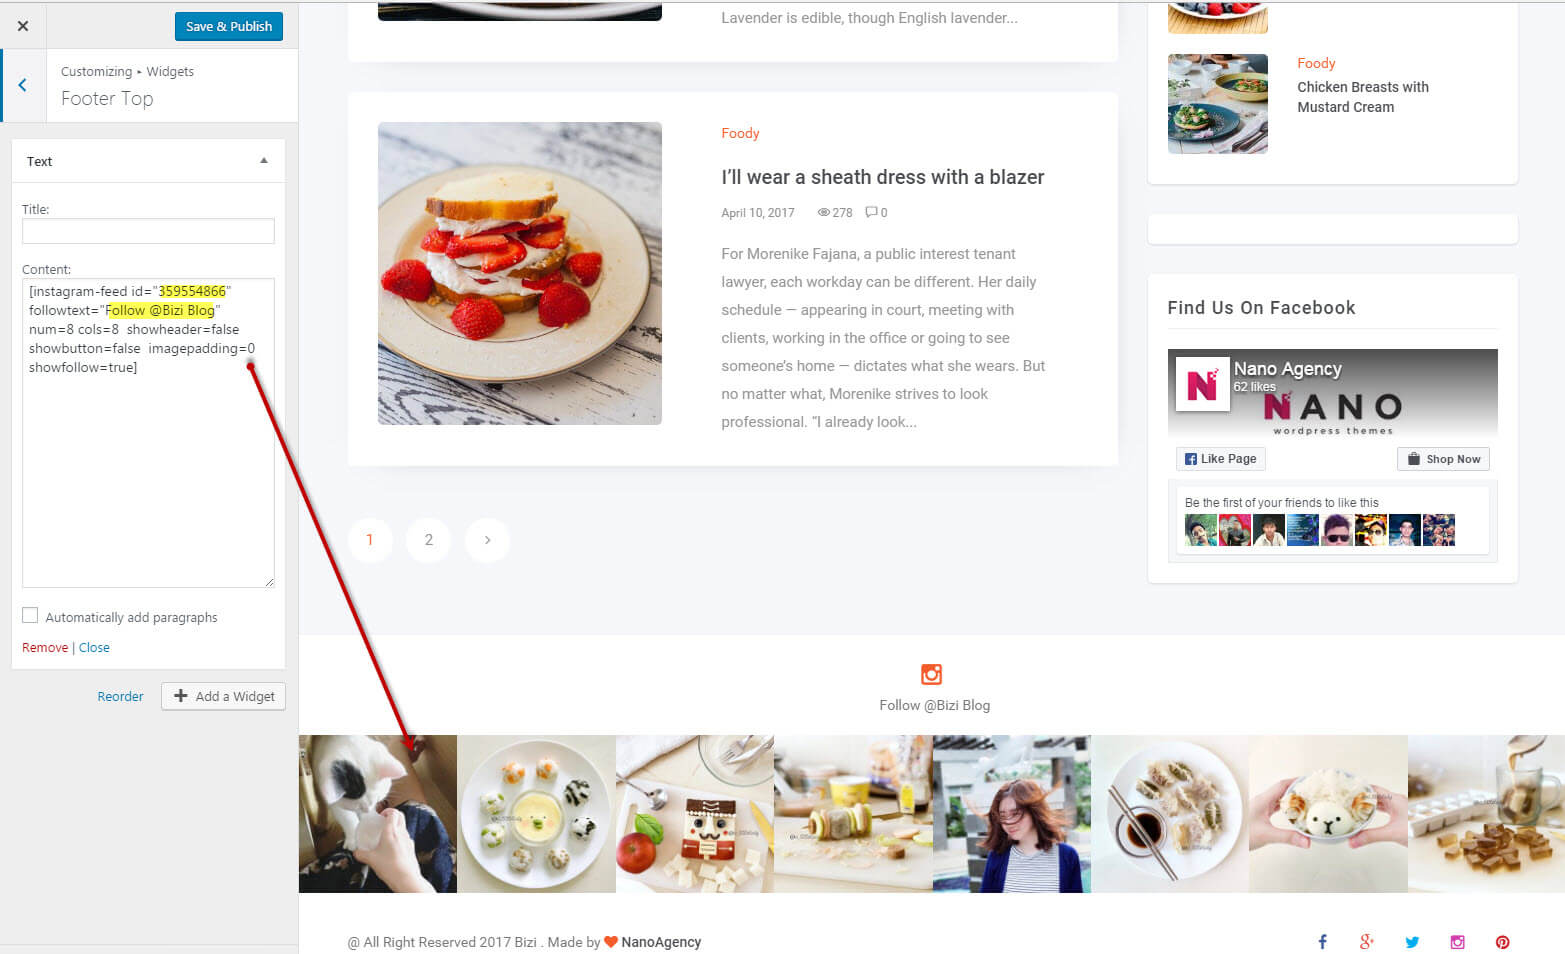 Save & Publish
Customizing ▸ Widgets
Footer Top
Text
Title:
Content:
[instagram-feed id="359554866"
followtext="Follow @Bizi Blog"
num=8 cols=8  showheader=false
showbutton=false  imagepadding=0
showfollow=true]
Automatically add paragraphs
Remove | Close
Reorder
Add a Widget
Lavender is edible, though English lavender...
Foody
I’ll wear a sheath dress with a blazer
April 10, 2017 278 0
For Morenike Fajana, a public interest tenant
lawyer, each workday can be different. Her daily
schedule — appearing in court, meeting with
clients, working in the office or going to see
someone’s home — dictates what she wears. But
no matter what, Morenike strives to look
professional. “I already look...
1 2
Foody
Chicken Breasts with
Mustard Cream
Find Us On Facebook
Nano Agency
62 likes
NANO
wordpress themes
Like Page
Shop Now
Be the first of your friends to like this
Follow @Bizi Blog
@ All Right Reserved 2017 Bizi . Made by NanoAgency